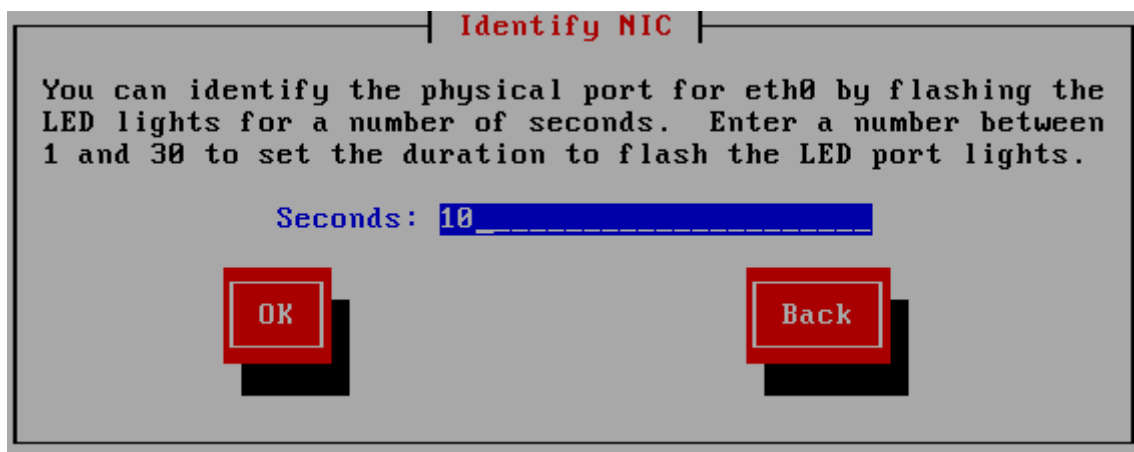 Identify NIC
You can identify the physical port for eth0 by flashing the
LED lights for a number of seconds.  Enter a number between
1 and 30 to set the duration to flash the LED port lights.
Seconds: 10
OK
Back